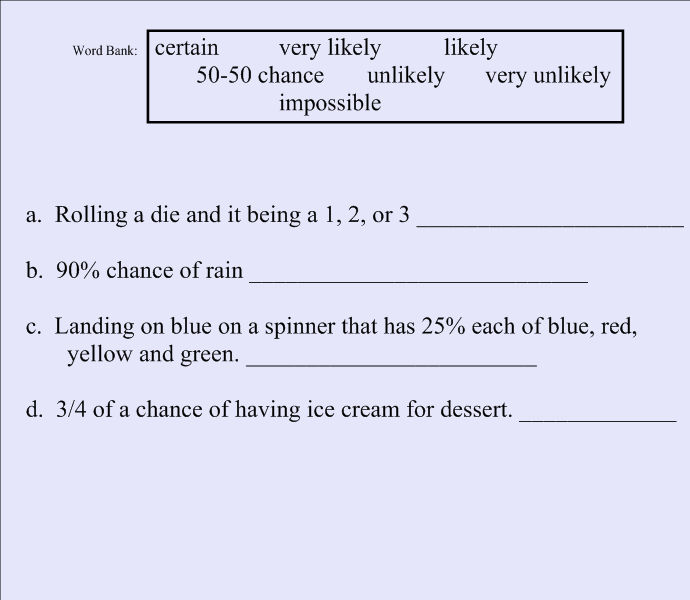 Word Bank: certain very likely likely
50-50 chance unlikely very unlikely
impossible
a. Rolling a die and it being a 1, 2, or 3 ______________________
b. 90% chance of rain ____________________________
c. Landing on blue on a spinner that has 25% each of blue, red,
yellow and green. ________________________
d. 3/4 of a chance of having ice cream for dessert. _____________